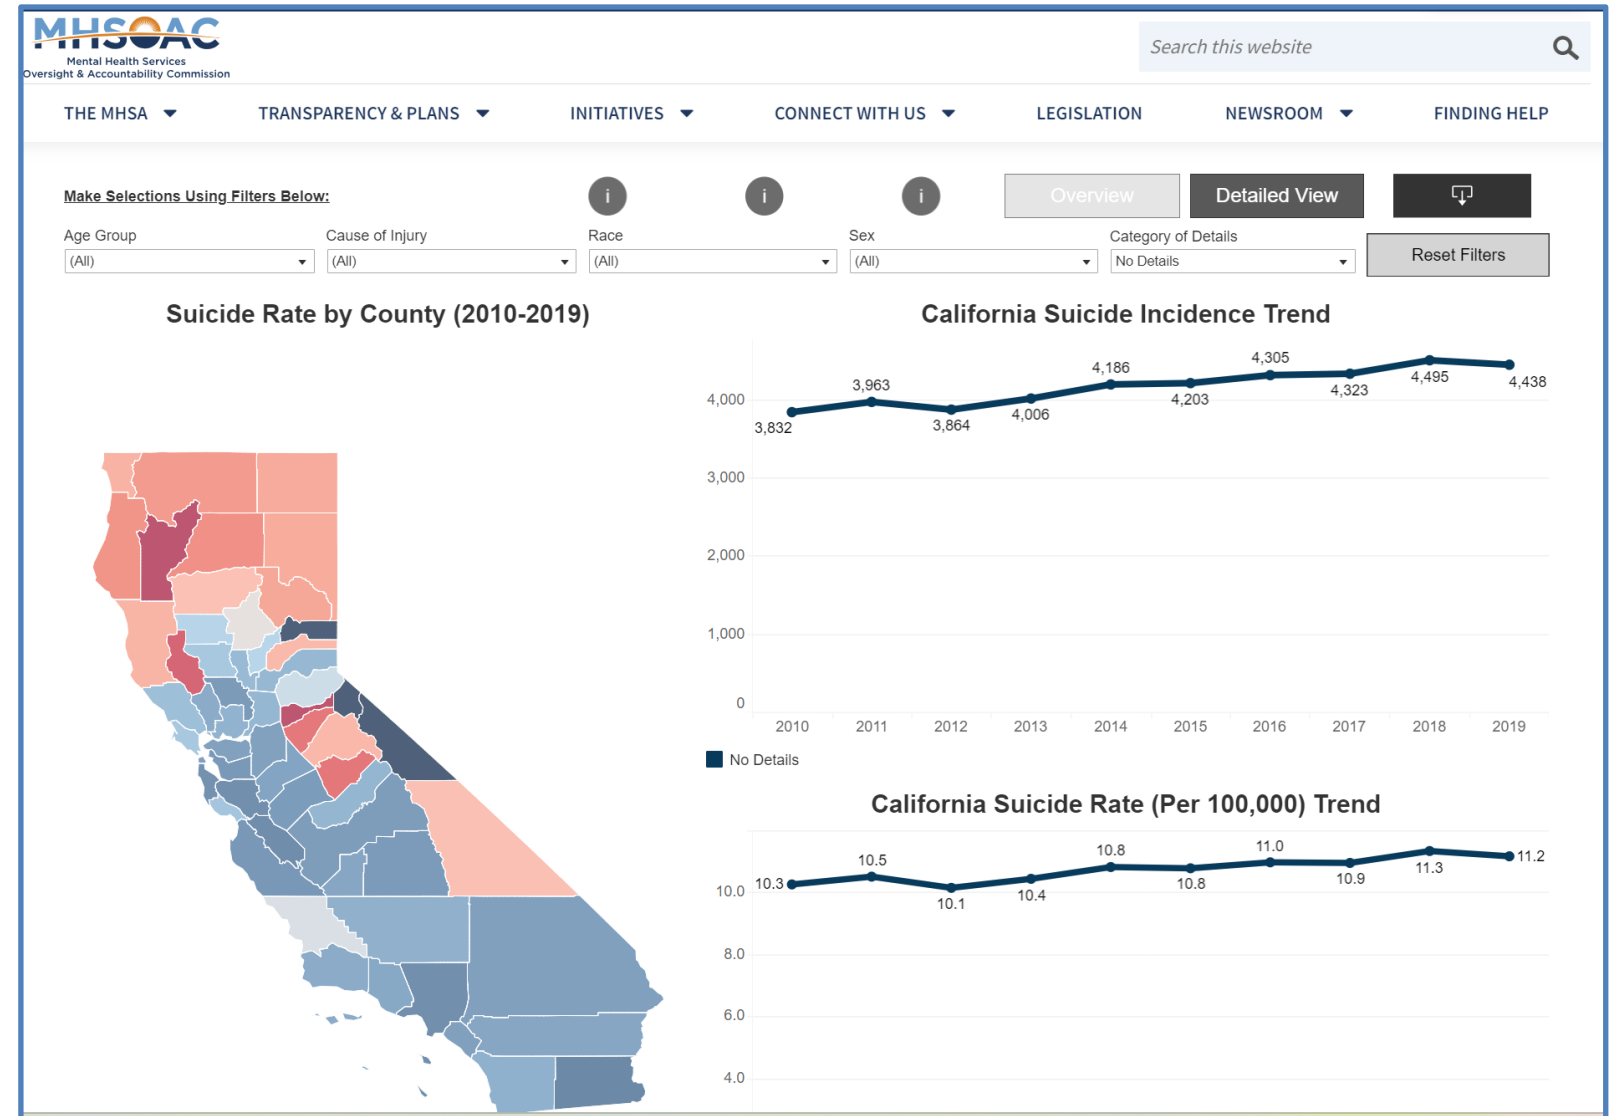 MHSOAC
Mental Health Services
Oversight & Accountability Commission
Search this website
THE MHSA TRANSPARENCY & PLANS INITIATIVES CONNECT WITH US LEGISLATION NEWSROOM FINDING HELP
Make Selections Using Filters Below:
i i i
Overview Detailed View
Age Group Cause of Injury Race Sex Category of Details
(All) (All) (All) (All) No Details
Reset Filters
Suicide Rate by County (2010-2019)
California Suicide Incidence Trend
4,000
3,000
2,000
1,000
0
3,832
3,963
3,864
4,006
4,186
4,203
4,305
4,323
4,495
4,438
2010 2011 2012 2013 2014 2015 2016 2017 2018 2019
No Details
California Suicide Rate (Per 100,000) Trend
10.0
8.0
6.0
4.0
10.3
10.5
10.1
10.4
10.8
10.8
11.0
10.9
11.3
11.2